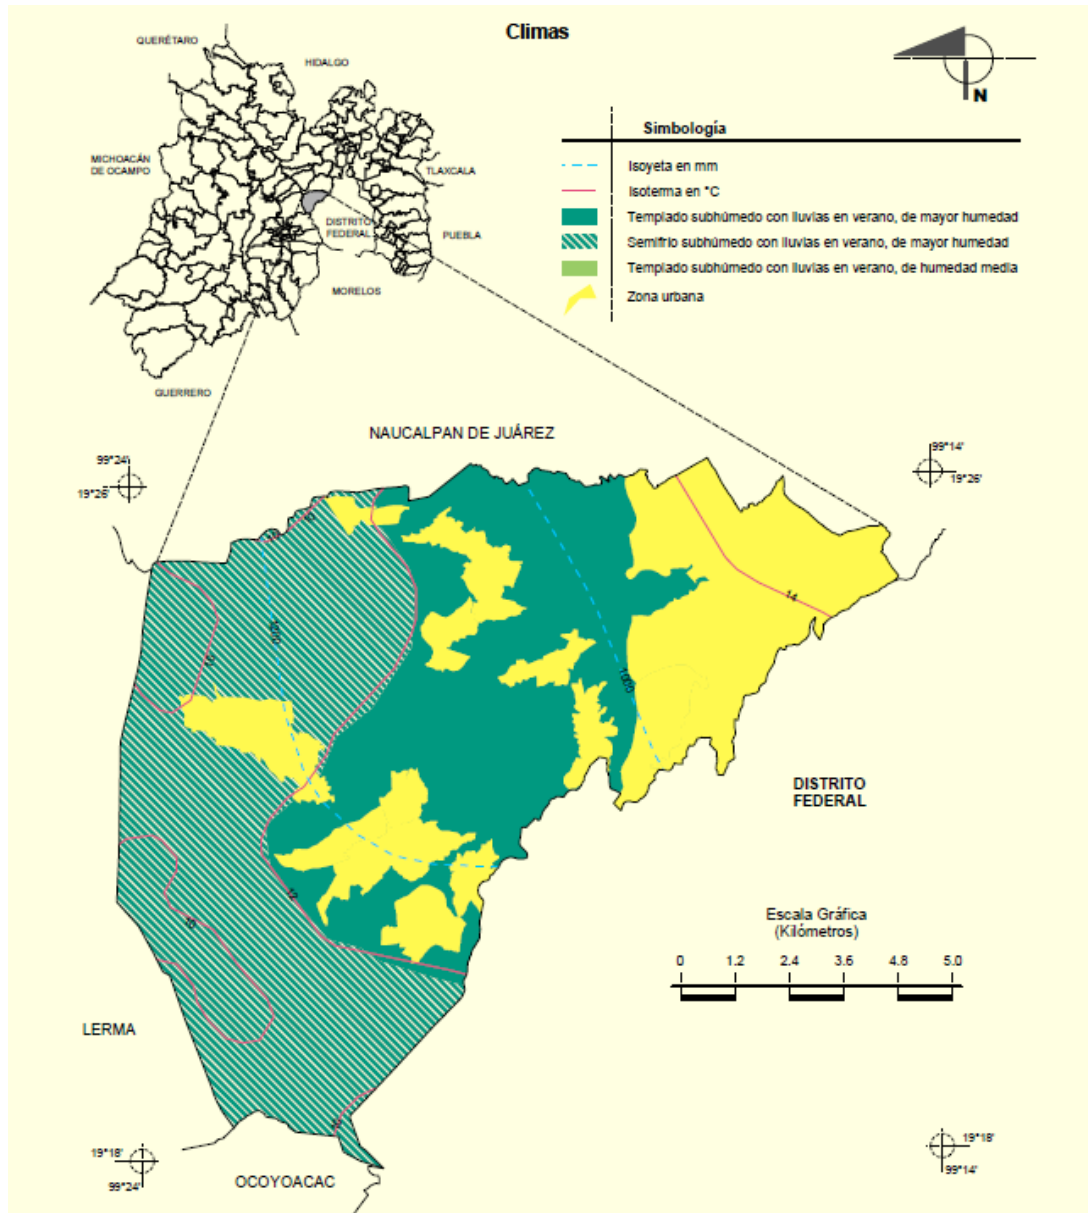 Climas
QUERÉTARO
HIDALGO
MICHOACÁN
DE OCAMPO
TLAXCALA
DISTRITO
FEDERAL
PUEBLA
MORELOS
GUERRERO
N
Simbología
Isoyeta en mm
Isoterma en °C
Templado subhúmedo con lluvias en verano, de mayor humedad
Semifrío subhúmedo con lluvias en verano, de mayor humedad
Templado subhúmedo con lluvias en verano, de humedad media
Zona urbana
NAUCALPAN DE JUÁREZ
99°24'
19°26'
99°14'
19°26'
10
10
1200
10
14
1000
12
10
10
DISTRITO
FEDERAL
Escala Gráfica
(Kilómetros)
0 1.2 2.4 3.6 4.8 5.0
LERMA
OCOYOACAC
19°18'
99°24'
19°18'
99°14'